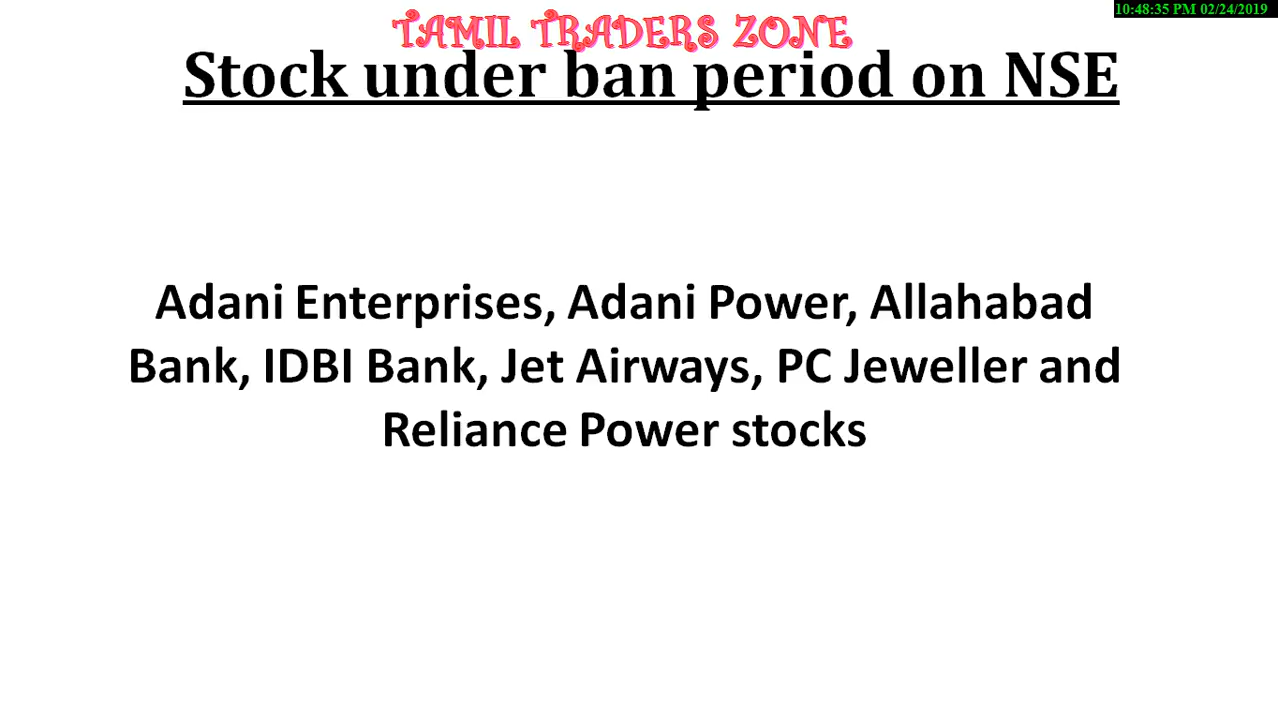 10:48:35 PM 02/24/2019
TAMIL TRADERS ZONE
Stock under ban period on NSE
Adani Enterprises, Adani Power, Allahabad
Bank, IDBI Bank, Jet Airways, PC Jeweller and
Reliance Power stocks